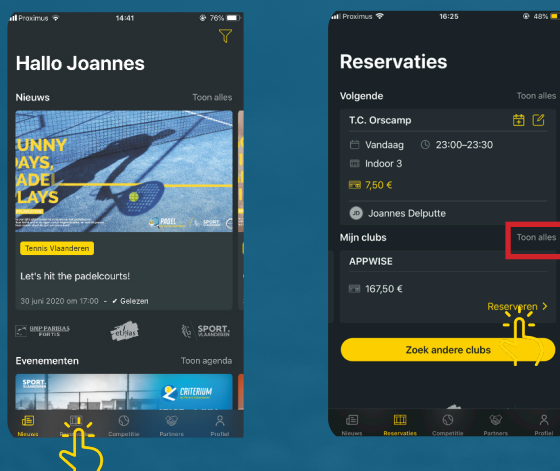 Proximus 14:41 76%
Hallo Joannes
Nieuws Toon alles
UNNY
AYS,
ADE
LAYS
PADEL SPORT.
Tennis Vlaanderen
Let's hit the padelcourts!
30 juni 2020 om 17:00 - ✔ Gelezen
BNP PARIBAS
FORTIS
SPORT.
VLAANDEREN
Evenementen Toon agenda
SPORT.
VLAANDEREN
CRITERIUM
Nieuws Competitie Partners Profiel
Proximus 16:25 48%
Reservaties
Volgende Toon alles
T.C. Orscamp
Vandaag 23:00–23:30
Indoor 3
7,50 €
JD Joannes Delputte
Mijn clubs Toon alles
APPWISE
167,50 €
Reserveren >
Zoek andere clubs
Nieuws Reservaties Competitie Partners Profiel